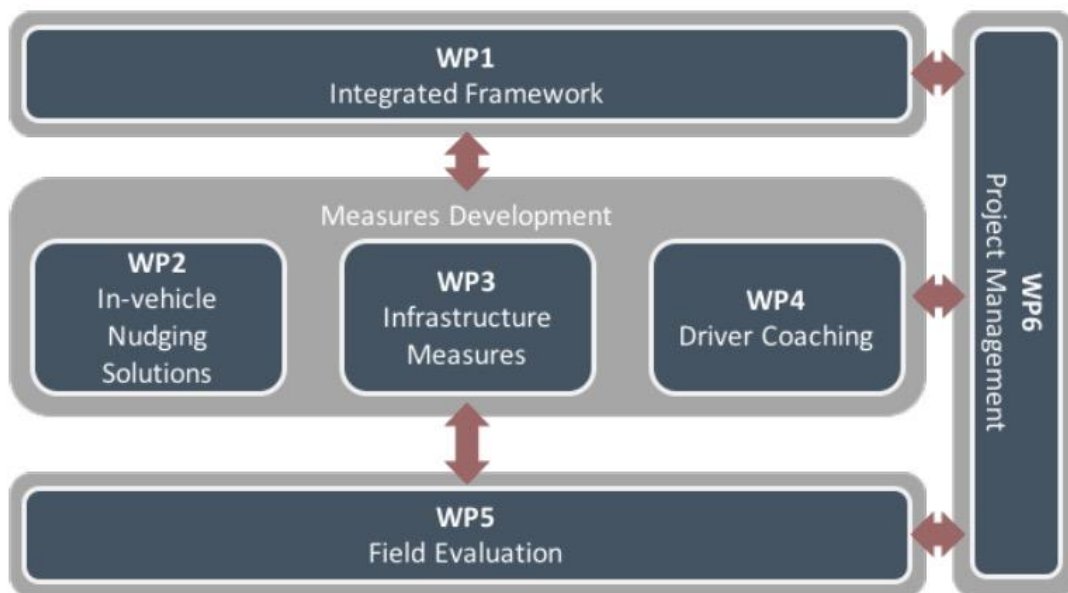 WP1
Integrated Framework
Measures Development
WP2
In-vehicle
Nudging
Solutions
WP3
Infrastructure
Measures
WP4
Driver Coaching
WP5
Field Evaluation
WP6
Project Management